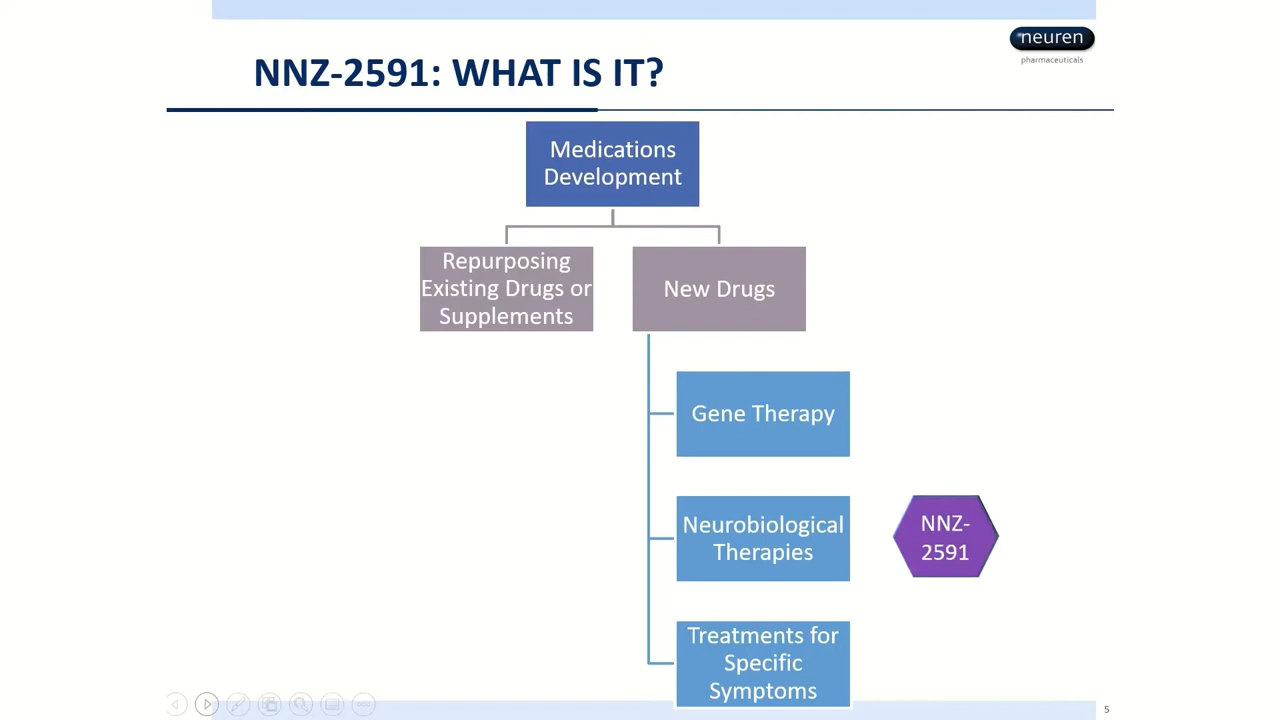 neuren
pharmaceuticals
NNZ-2591: WHAT IS IT?
Medications
Development
Repurposing
Existing Drugs or
Supplements
New Drugs
Gene Therapy
Neurobiological
Therapies
NNZ-
2591
Treatments for
Specific
Symptoms
5